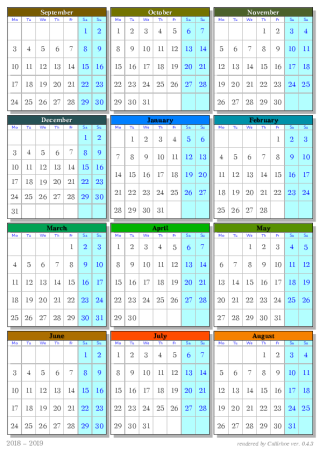 September
Mo Tu We Th Fr Sa Su
1 2
3 4 5 6 7 8 9
10 11 12 13 14 15 16
17 18 19 20 21 22 23
24 25 26 27 28 29 30
October
Mo Tu We Th Fr Sa Su
1 2 3 4 5 6 7
8 9 10 11 12 13 14
15 16 17 18 19 20 21
22 23 24 25 26 27 28
29 30 31
November
Mo Tu We Th Fr Sa Su
1 2 3 4
5 6 7 8 9 10 11
12 13 14 15 16 17 18
19 20 21 22 23 24 25
26 27 28 29 30
December
Mo Tu We Th Fr Sa Su
1 2
3 4 5 6 7 8 9
10 11 12 13 14 15 16
17 18 19 20 21 22 23
24 25 26 27 28 29 30
31
January
Mo Tu We Th Fr Sa Su
1 2 3 4 5 6
7 8 9 10 11 12 13
14 15 16 17 18 19 20
21 22 23 24 25 26 27
28 29 30 31
February
Mo Tu We Th Fr Sa Su
1 2 3
4 5 6 7 8 9 10
11 12 13 14 15 16 17
18 19 20 21 22 23 24
25 26 27 28
March
Mo Tu We Th Fr Sa Su
1 2 3
4 5 6 7 8 9 10
11 12 13 14 15 16 17
18 19 20 21 22 23 24
25 26 27 28 29 30 31
April
Mo Tu We Th Fr Sa Su
1 2 3 4 5 6 7
8 9 10 11 12 13 14
15 16 17 18 19 20 21
22 23 24 25 26 27 28
29 30
May
Mo Tu We Th Fr Sa Su
1 2 3 4 5
6 7 8 9 10 11 12
13 14 15 16 17 18 19
20 21 22 23 24 25 26
27 28 29 30 31
June
Mo Tu We Th Fr Sa Su
1 2
3 4 5 6 7 8 9
10 11 12 13 14 15 16
17 18 19 20 21 22 23
24 25 26 27 28 29 30
July
Mo Tu We Th Fr Sa Su
1 2 3 4 5 6 7
8 9 10 11 12 13 14
15 16 17 18 19 20 21
22 23 24 25 26 27 28
29 30 31
August
Mo Tu We Th Fr Sa Su
1 2 3 4
5 6 7 8 9 10 11
12 13 14 15 16 17 18
19 20 21 22 23 24 25
26 27 28 29 30 31
2018 – 2019
rendered by Callirhoe ver. 0.4.3